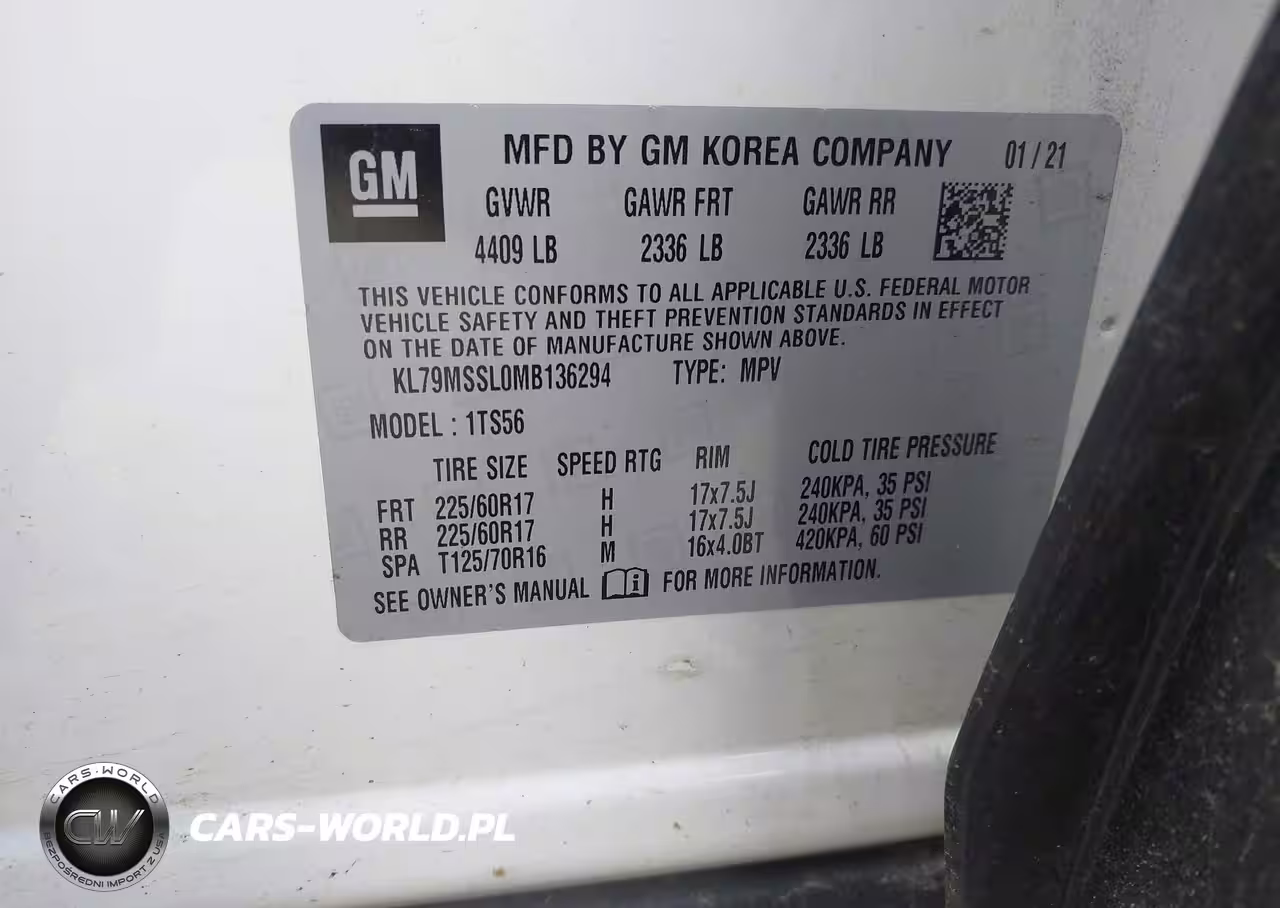 GM
MFD BY GM KOREA COMPANY 01/21
GVWR GAWR FRT GAWR RR
4409 LB 2336 LB 2336 LB
THIS VEHICLE CONFORMS TO ALL APPLICABLE U.S. FEDERAL MOTOR
VEHICLE SAFETY AND THEFT PREVENTION STANDARDS IN EFFECT
ON THE DATE OF MANUFACTURE SHOWN ABOVE.
KL79MSSL0MB136294 TYPE: MPV
MODEL : 1TS56
TIRE SIZE SPEED RTG RIM COLD TIRE PRESSURE
FRT 225/60R17 H 17x7.5J 240KPA, 35 PSI
RR 225/60R17 H 17x7.5J 240KPA, 35 PSI
SPA T125/70R16 M 16x4.0BT 420KPA, 60 PSI
SEE OWNER'S MANUAL i FOR MORE INFORMATION.
CARS-WORLD
CW
BEZPOŚREDNI IMPORT Z USA
CARS-WORLD.PL